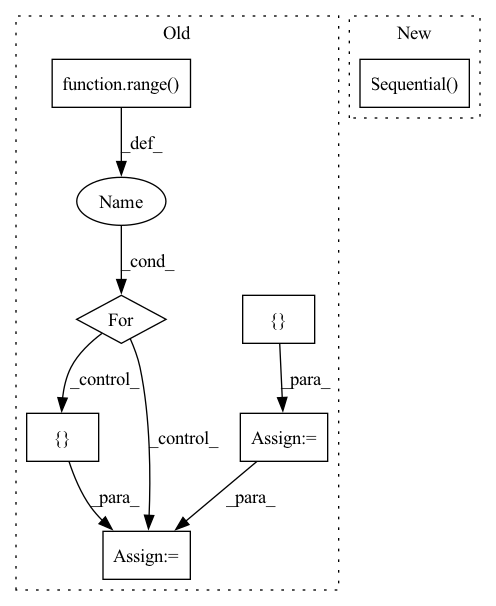 Old
New
function.range()
Sequential()
_def_
Name
_cond_
For
{}
_control_
_para_
{}
_control_
Assign:=
_para_
_para_
Assign:=